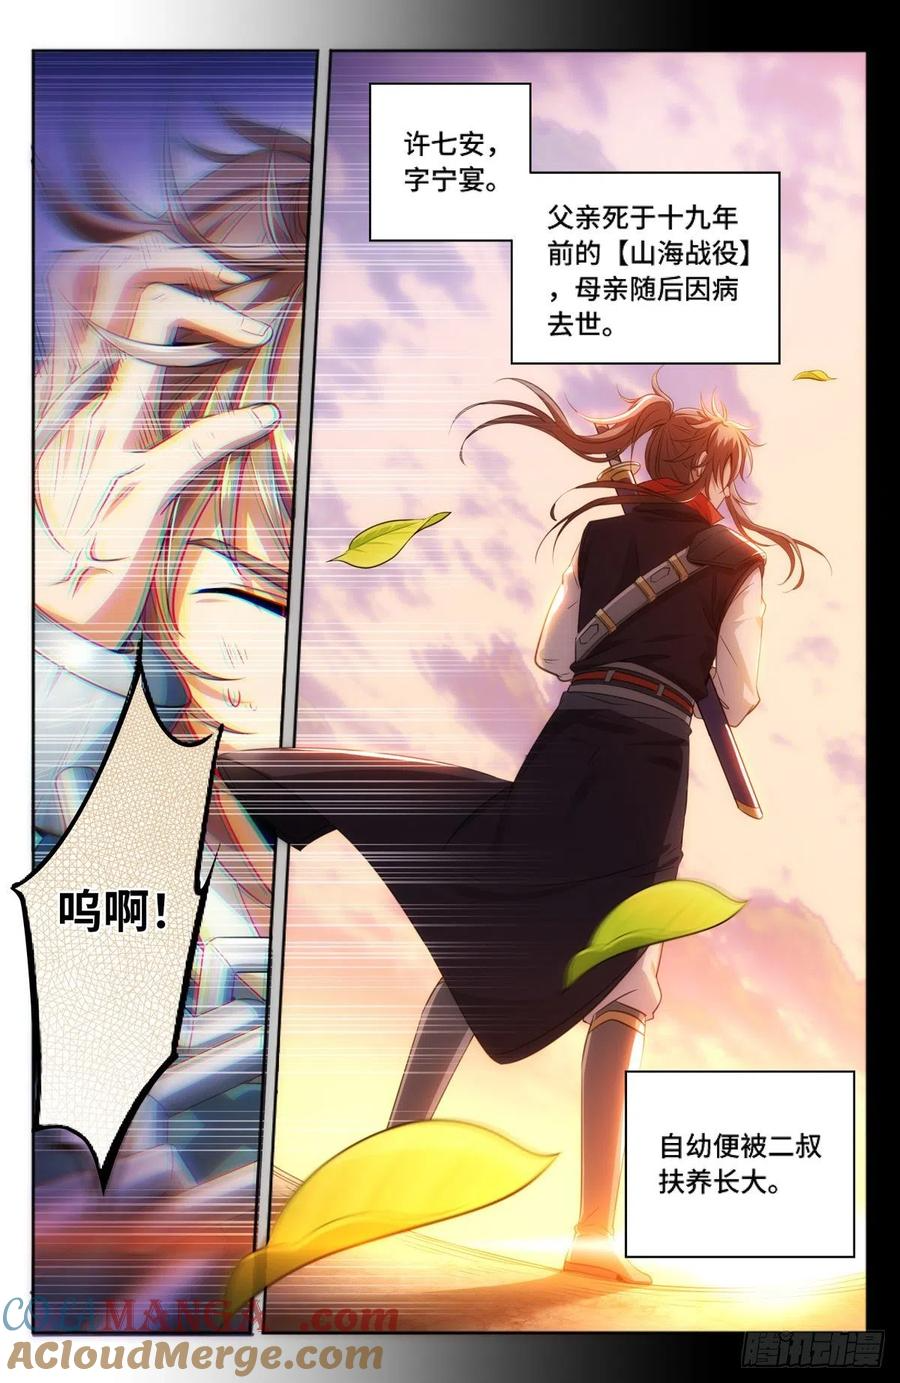 许七安，
字宁宴。
父亲死于十九年
前的【山海战役】
，母亲随后因病
去世。
呜啊！
自幼便被二叔
扶养长大。
COLAMANGA.com
AcloudMerge.com
腾讯动漫